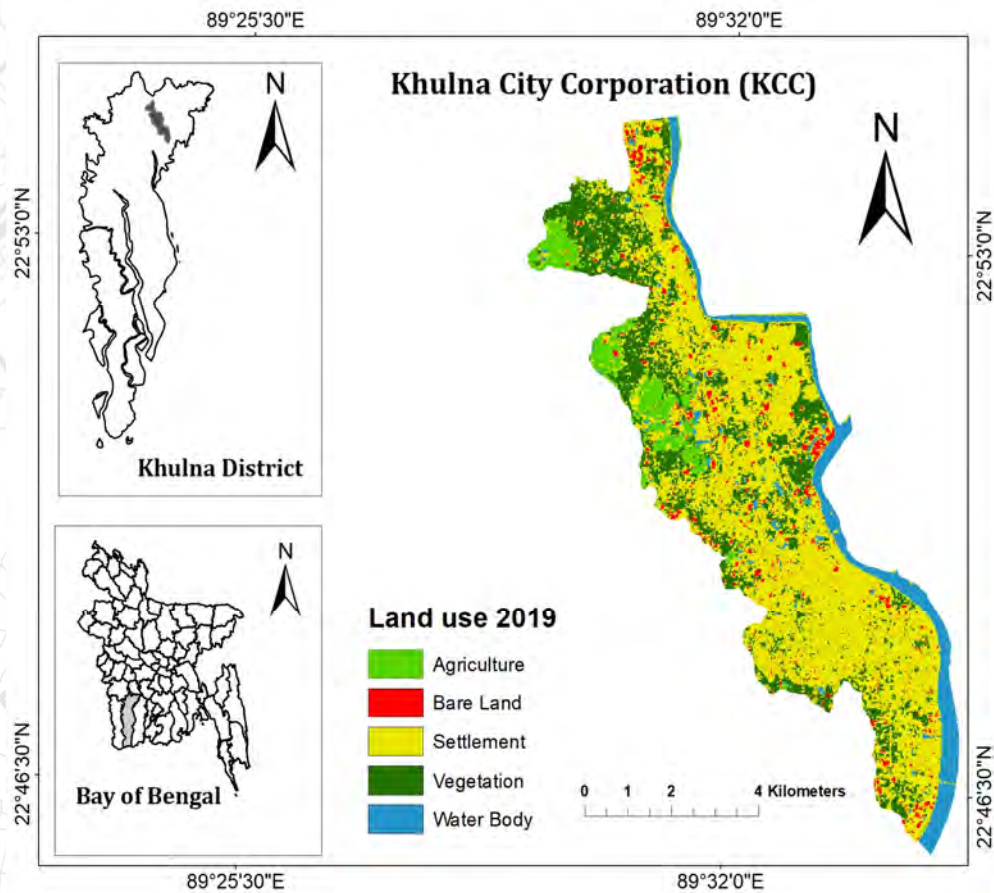 89°25'30"E
89°32'0"E
Khulna City Corporation (KCC)
N
N
22°53'0"N
22°53'0"N
Khulna District
N
Bay of Bengal
22°46'30"N
22°46'30"N
Land use 2019
Agriculture
Bare Land
Settlement
Vegetation
Water Body
0 1 2 4 Kilometers
89°25'30"E
89°32'0"E